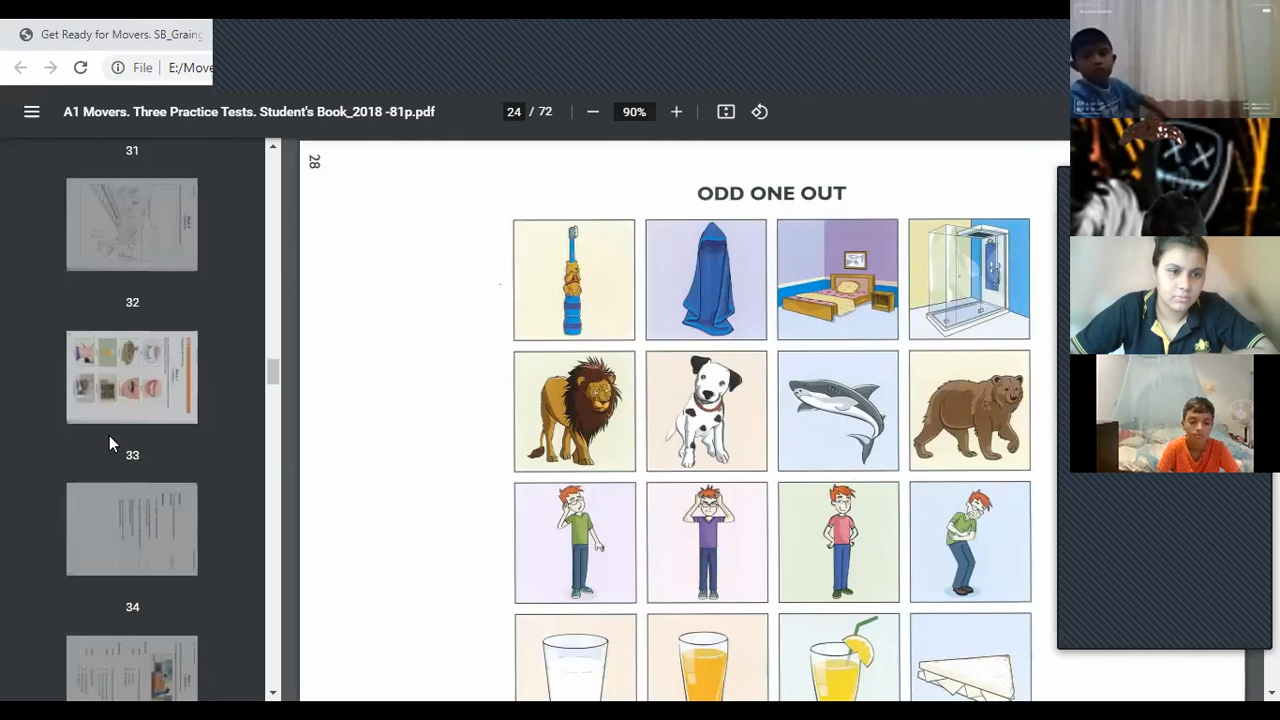 Get Ready for Movers. SB_Grainge
File E:/Move
A1 Movers. Three Practice Tests. Student's Book_2018 -81p.pdf
24 / 72
90%
31
32
33
34
28
ODD ONE OUT